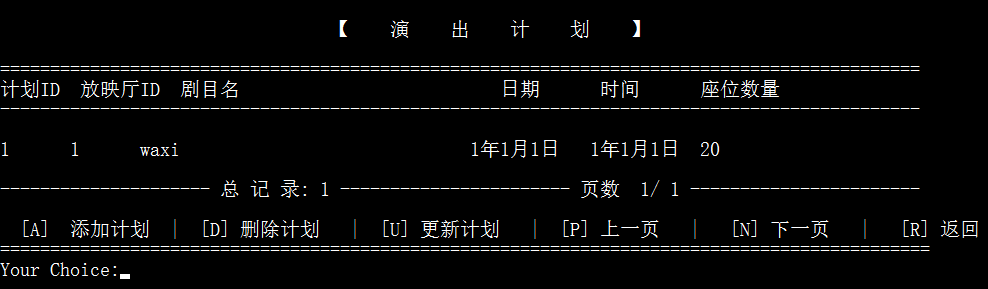 【 演 出 计 划 】
============================================================================================
计划ID 放映厅ID 剧目名 日期 时间 座位数量
--------------------------------------------------------------------------------------------
1 1 waxi 1年1月1日 1年1月1日 20
--------------------- 总 记 录: 1 ----------------------- 页数 1/ 1 -----------------------
[A] 添加计划 | [D] 删除计划 | [U] 更新计划 | [P] 上一页 | [N] 下一页 | [R] 返回
=============================================================================================
Your Choice: